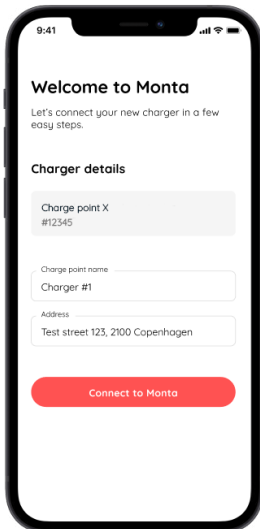 9:41
Welcome to Monta
Let's connect your new charger in a few
easy steps.
Charger details
Charge point X
#12345
Charge point name
Charger #1
Address
Test street 123, 2100 Copenhagen
Connect to Monta